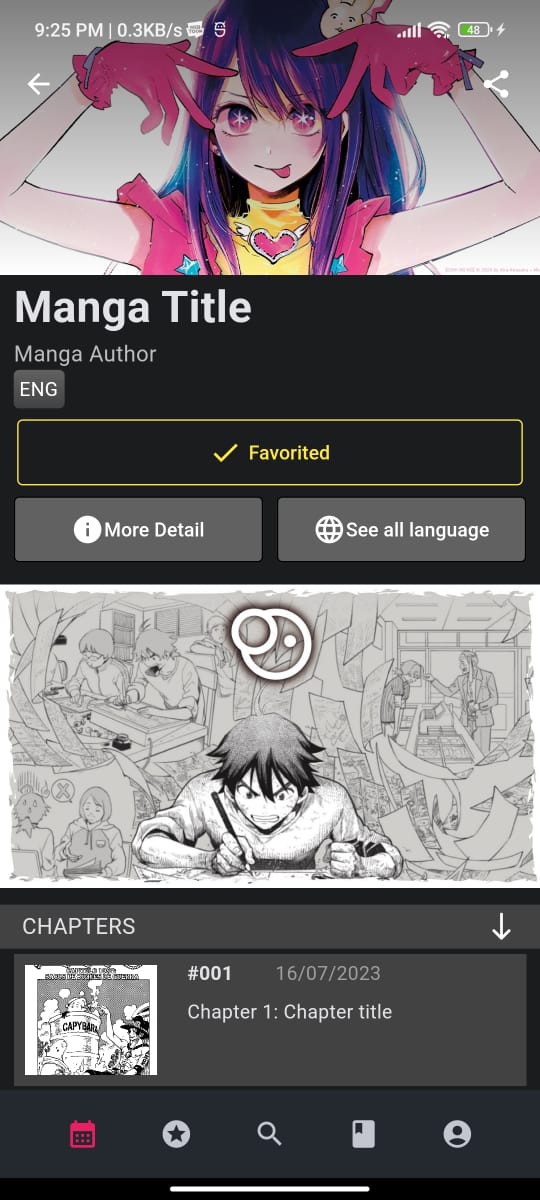 9:25 PM | 0.3KB/s
48
Manga Title
Manga Author
ENG
Favorited
More Detail
See all language
CHAPTERS
#001 16/07/2023
Chapter 1: Chapter title
CAPYBARA